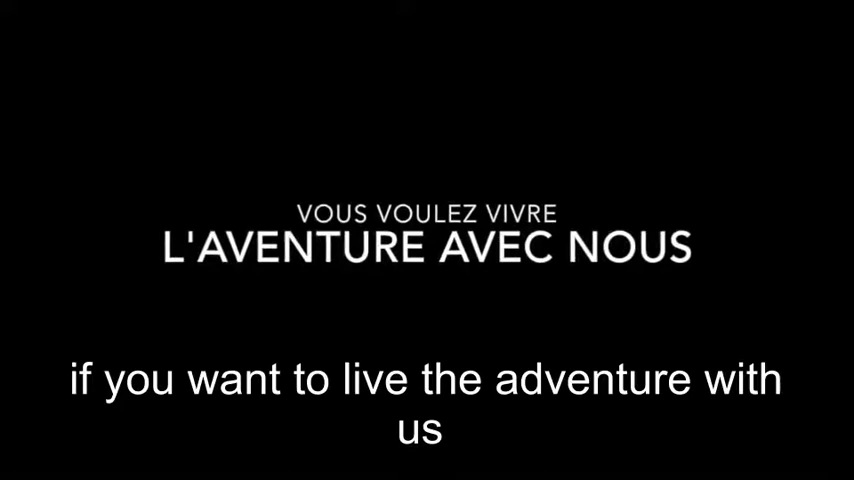 VOUS VOULEZ VIVRE
L'AVENTURE AVEC NOUS
if you want to live the adventure with
us